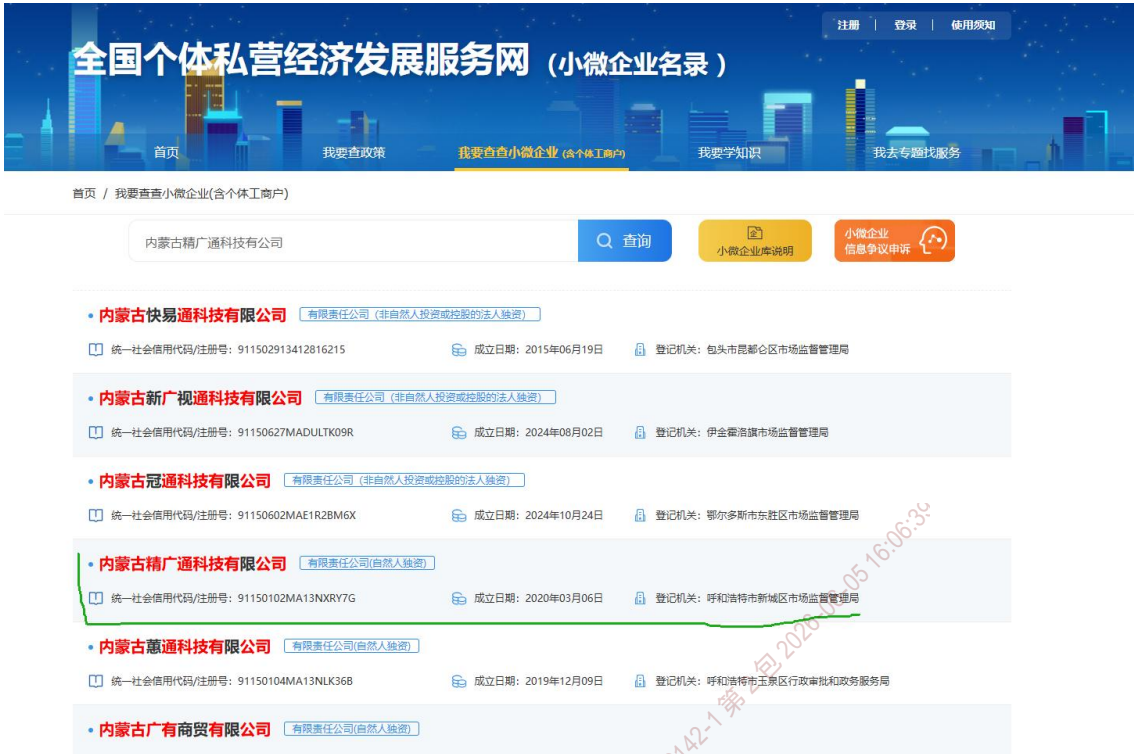 注册 | 登录 | 使用须知
全国个体私营经济发展服务网（小微企业名录）
首页 我要查政策 我要查查小微企业 (含个体工商户) 我要学知识 我去专题找服务
首页 / 我要查查小微企业(含个体工商户)
内蒙古精广通科技有限公司 查询 小微企业库说明 小微企业信息争议申诉
内蒙古快易通科技有限公司 有限责任公司（非自然人投资或控股的法人独资）
统一社会信用代码/注册号：911502913412816215 成立日期：2015年06月19日 登记机关：包头市昆都仑区市场监督管理局
内蒙古新广视通科技有限公司 有限责任公司（非自然人投资或控股的法人独资）
统一社会信用代码/注册号：91150627MADULTK09R 成立日期：2024年08月02日 登记机关：伊金霍洛旗市场监督管理局
内蒙古冠通科技有限公司 有限责任公司（非自然人投资或控股的法人独资）
统一社会信用代码/注册号：91150602MAE1R2BM6X 成立日期：2024年10月24日 登记机关：鄂尔多斯市东胜区市场监督管理局
内蒙古精广通科技有限公司 有限责任公司(自然人独资)
统一社会信用代码/注册号：91150102MA13NXRY7G 成立日期：2020年03月06日 登记机关：呼和浩特市新城区市场监督管理局
内蒙古蕙通科技有限公司 有限责任公司(自然人独资)
统一社会信用代码/注册号：91150104MA13NLK36B 成立日期：2019年12月09日 登记机关：呼和浩特市玉泉区行政审批和政务服务局
内蒙古广有商贸有限公司 有限责任公司(自然人独资)
142-1 第2包 2026-06-05 16:06:39